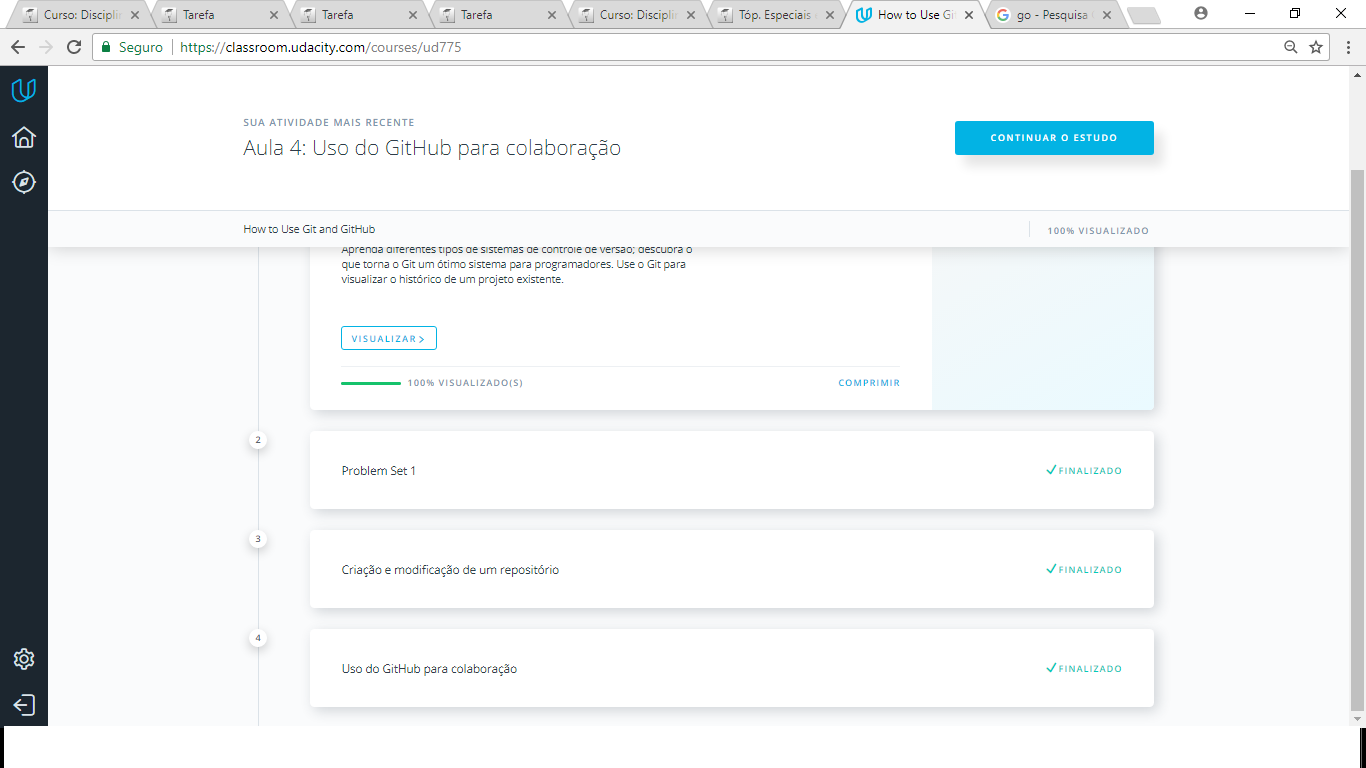 Curso: Disciplin
Tarefa
Tarefa
Tarefa
Curso: Disciplin
Tóp. Especiais e
How to Use Git
go - Pesquisa
Seguro
https://classroom.udacity.com/courses/ud775
SUA ATIVIDADE MAIS RECENTE
Aula 4: Uso do GitHub para colaboração
CONTINUAR O ESTUDO
How to Use Git and GitHub
100% VISUALIZADO
Aprenda diferentes tipos de sistemas de controle de versão; descubra o
que torna o Git um ótimo sistema para programadores. Use o Git para
visualizar o histórico de um projeto existente.
VISUALIZAR
100% VISUALIZADO(S)
COMPRIMIR
2
Problem Set 1
FINALIZADO
3
Criação e modificação de um repositório
FINALIZADO
4
Uso do GitHub para colaboração
FINALIZADO